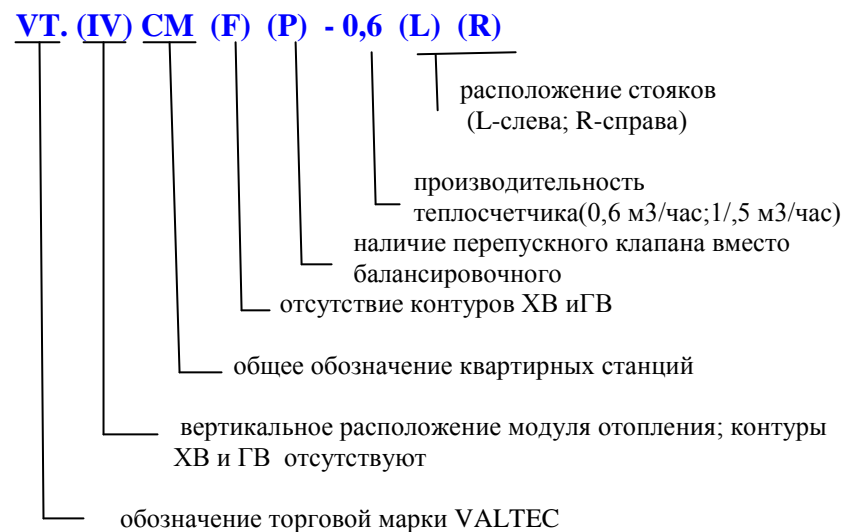 VT. (IV) CM (F) (P) - 0,6 (L) (R)
расположение стояков
(L-слева; R-справа)
производительность
теплосчетчика(0,6 м3/час;1/,5 м3/час)
наличие перепускного клапана вместо
балансировочного
отсутствие контуров ХВ иГВ
общее обозначение квартирных станций
вертикальное расположение модуля отопления; контуры
ХВ и ГВ отсутствуют
обозначение торговой марки VALTEC